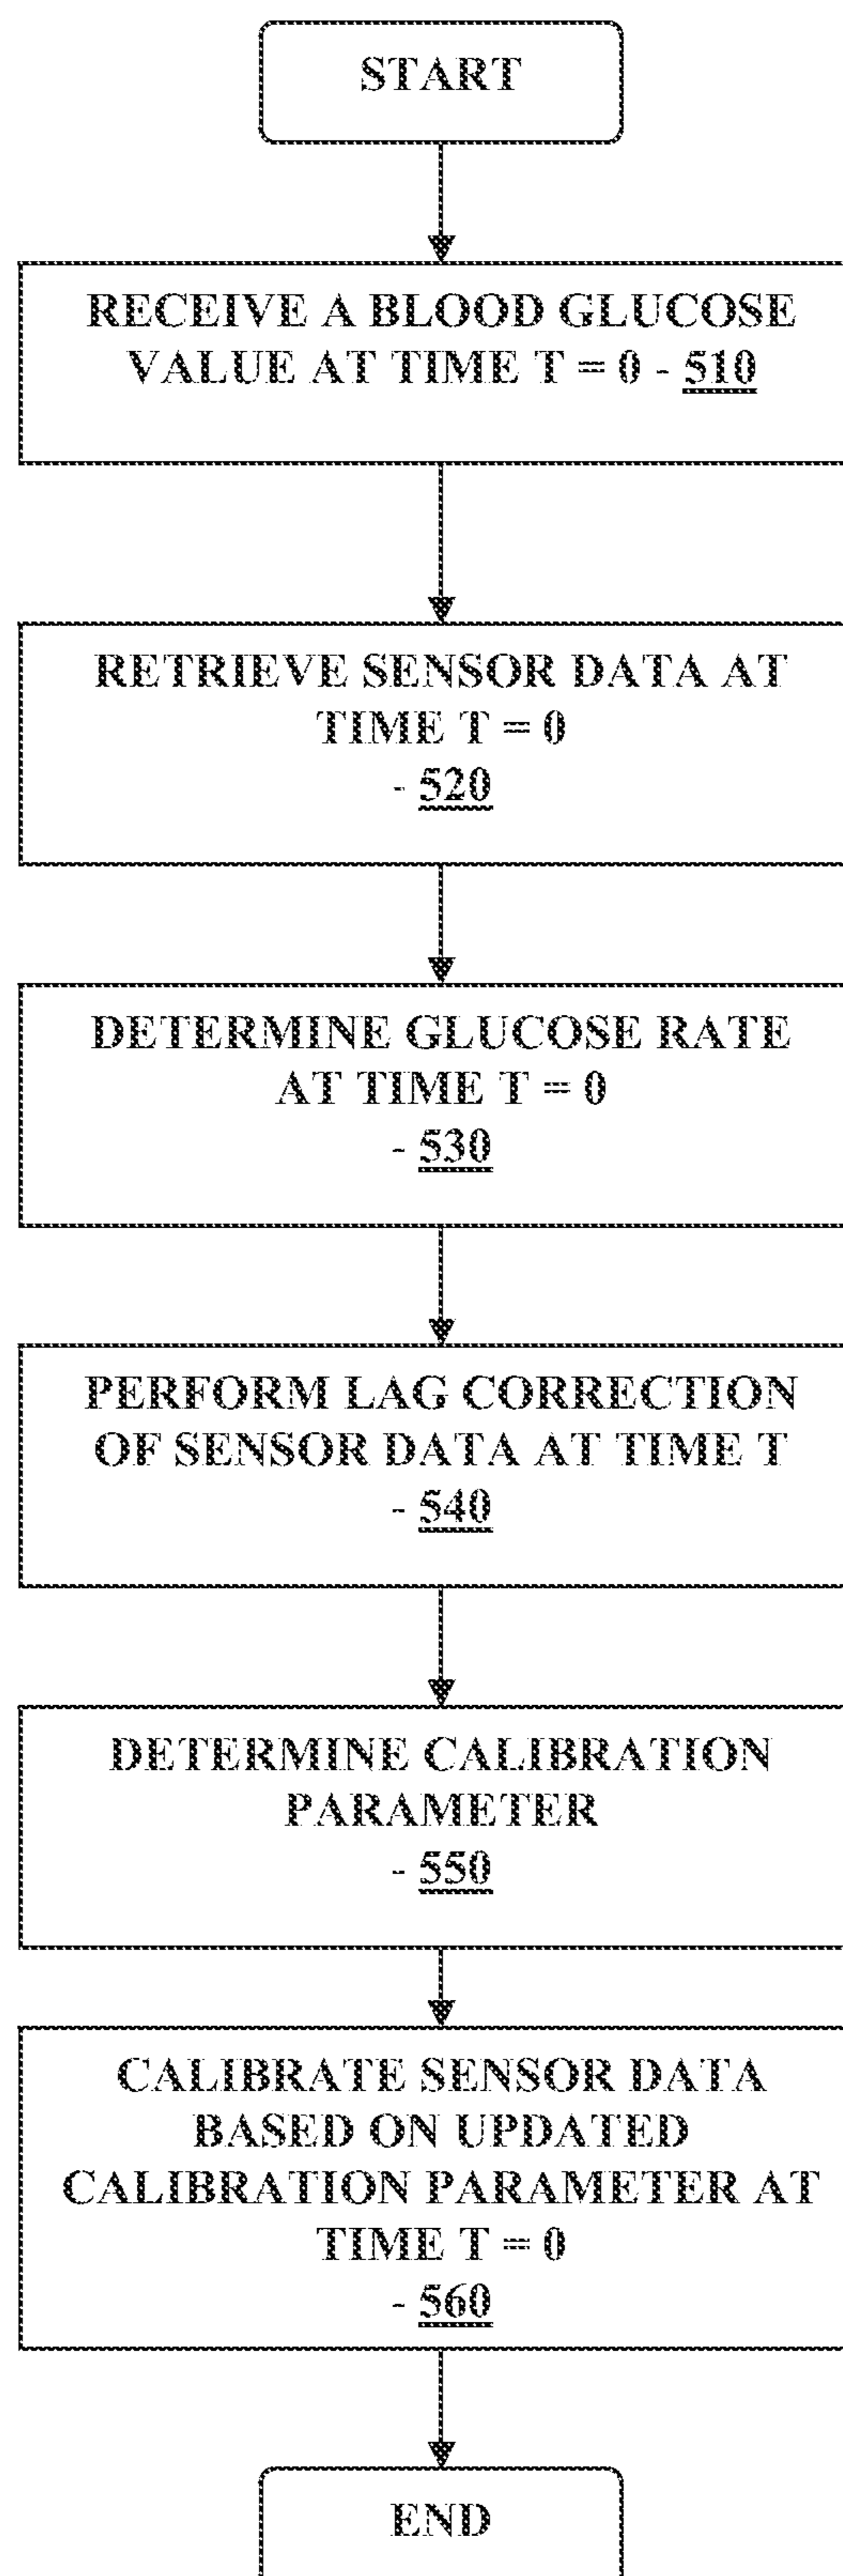 START
RECEIVE A BLOOD GLUCOSE
VALUE AT TIME T = 0 - 510
RETRIEVE SENSOR DATA AT
TIME T = 0
- 520
DETERMINE GLUCOSE RATE
AT TIME T = 0
- 530
PERFORM LAG CORRECTION
OF SENSOR DATA AT TIME T
- 540
DETERMINE CALIBRATION
PARAMETER
- 550
CALIBRATE SENSOR DATA
BASED ON UPDATED
CALIBRATION PARAMETER AT
TIME T = 0
- 560
END